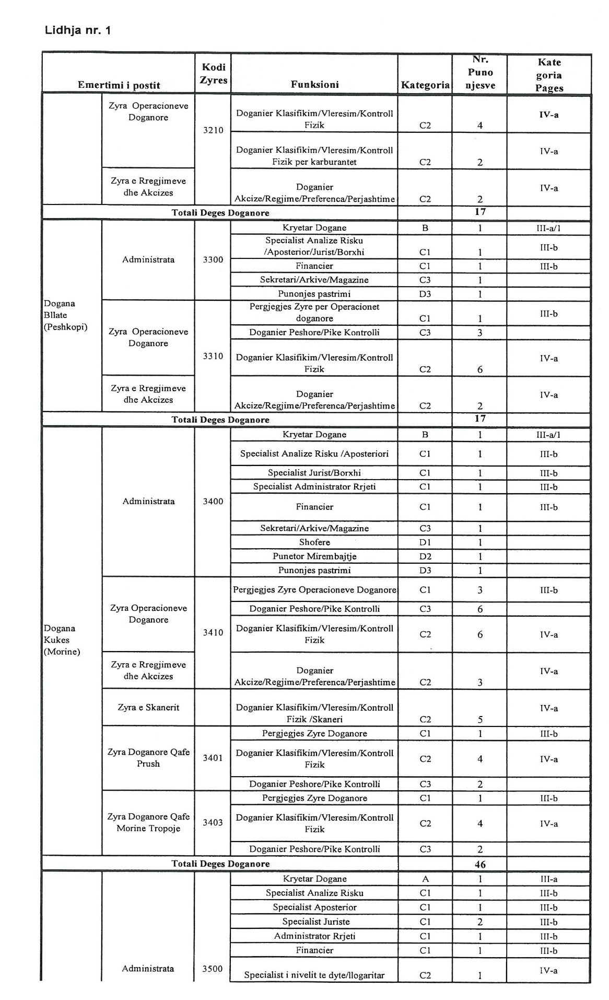 Lidhja nr. 1
Emertimi i postit | Kodi Zyres | Funksioni | Kategoria | Nr. Puno njesve | Kate goria Pages
Zyra Operacioneve Doganore | 3210 | Doganier Klasifikim/Vleresim/Kontroll Fizik | C2 | 4 | IV-a
Doganier Klasifikim/Vleresim/Kontroll Fizik per karburantet | C2 | 2 | IV-a
Zyra e Rregjimeve dhe Akcizes | Doganier Akcize/Regjime/Preferenca/Perjashtime | C2 | 2 | IV-a
Totali Deges Doganore | 17
Dogana Bllate (Peshkopi) | Administrata | 3300 | Kryetar Dogane | B | 1 | III-a/1
Specialist Analize Risku /Aposterior/Jurist/Borxhi | C1 | 1 | III-b
Financier | C1 | 1 | III-b
Sekretari/Arkive/Magazine | C3 | 1
Punonjes pastrimi | D3 | 1
Zyra Operacioneve Doganore | 3310 | Pergjegjes Zyre per Operacionet doganore | C1 | 1 | III-b
Doganier Peshore/Pike Kontrolli | C3 | 3
Doganier Klasifikim/Vleresim/Kontroll Fizik | C2 | 6 | IV-a
Zyra e Rregjimeve dhe Akcizes | Doganier Akcize/Regjime/Preferenca/Perjashtime | C2 | 2 | IV-a
Totali Deges Doganore | 17
Dogana Kukes (Morine) | Administrata | 3400 | Kryetar Dogane | B | 1 | III-a/1
Specialist Analize Risku /Aposteriori | C1 | 1 | III-b
Specialist Jurist/Borxhi | C1 | 1 | III-b
Specialist Administrator Rrjeti | C1 | 1 | III-b
Financier | C1 | 1 | III-b
Sekretari/Arkive/Magazine | C3 | 1
Shofere | D1 | 1
Punetor Mirembajtje | D2 | 1
Punonjes pastrimi | D3 | 1
Zyra Operacioneve Doganore | 3410 | Pergjegjes Zyre Operacioneve Doganore | C1 | 3 | III-b
Doganier Peshore/Pike Kontrolli | C3 | 6
Doganier Klasifikim/Vleresim/Kontroll Fizik | C2 | 6 | IV-a
Zyra e Rregjimeve dhe Akcizes | Doganier Akcize/Regjime/Preferenca/Perjashtime | C2 | 3 | IV-a
Zyra e Skanerit | Doganier Klasifikim/Vleresim/Kontroll Fizik /Skaneri | C2 | 5 | IV-a
Zyra Doganore Qafe Prush | 3401 | Pergjegjes Zyre Doganore | C1 | 1 | III-b
Doganier Klasifikim/Vleresim/Kontroll Fizik | C2 | 4 | IV-a
Doganier Peshore/Pike Kontrolli | C3 | 2
Zyra Doganore Qafe Morine Tropoje | 3403 | Pergjegjes Zyre Doganore | C1 | 1 | III-b
Doganier Klasifikim/Vleresim/Kontroll Fizik | C2 | 4 | IV-a
Doganier Peshore/Pike Kontrolli | C3 | 2
Totali Deges Doganore | 46
Administrata | 3500 | Kryetar Dogane | A | 1 | III-a
Specialist Analize Risku | C1 | 1 | III-b
Specialist Aposterior | C1 | 1 | III-b
Specialist Juriste | C1 | 2 | III-b
Administrator Rrjeti | C1 | 1 | III-b
Financier | C1 | 1 | III-b
Specialist i nivelit te dyte/llogaritar | C2 | 1 | IV-a